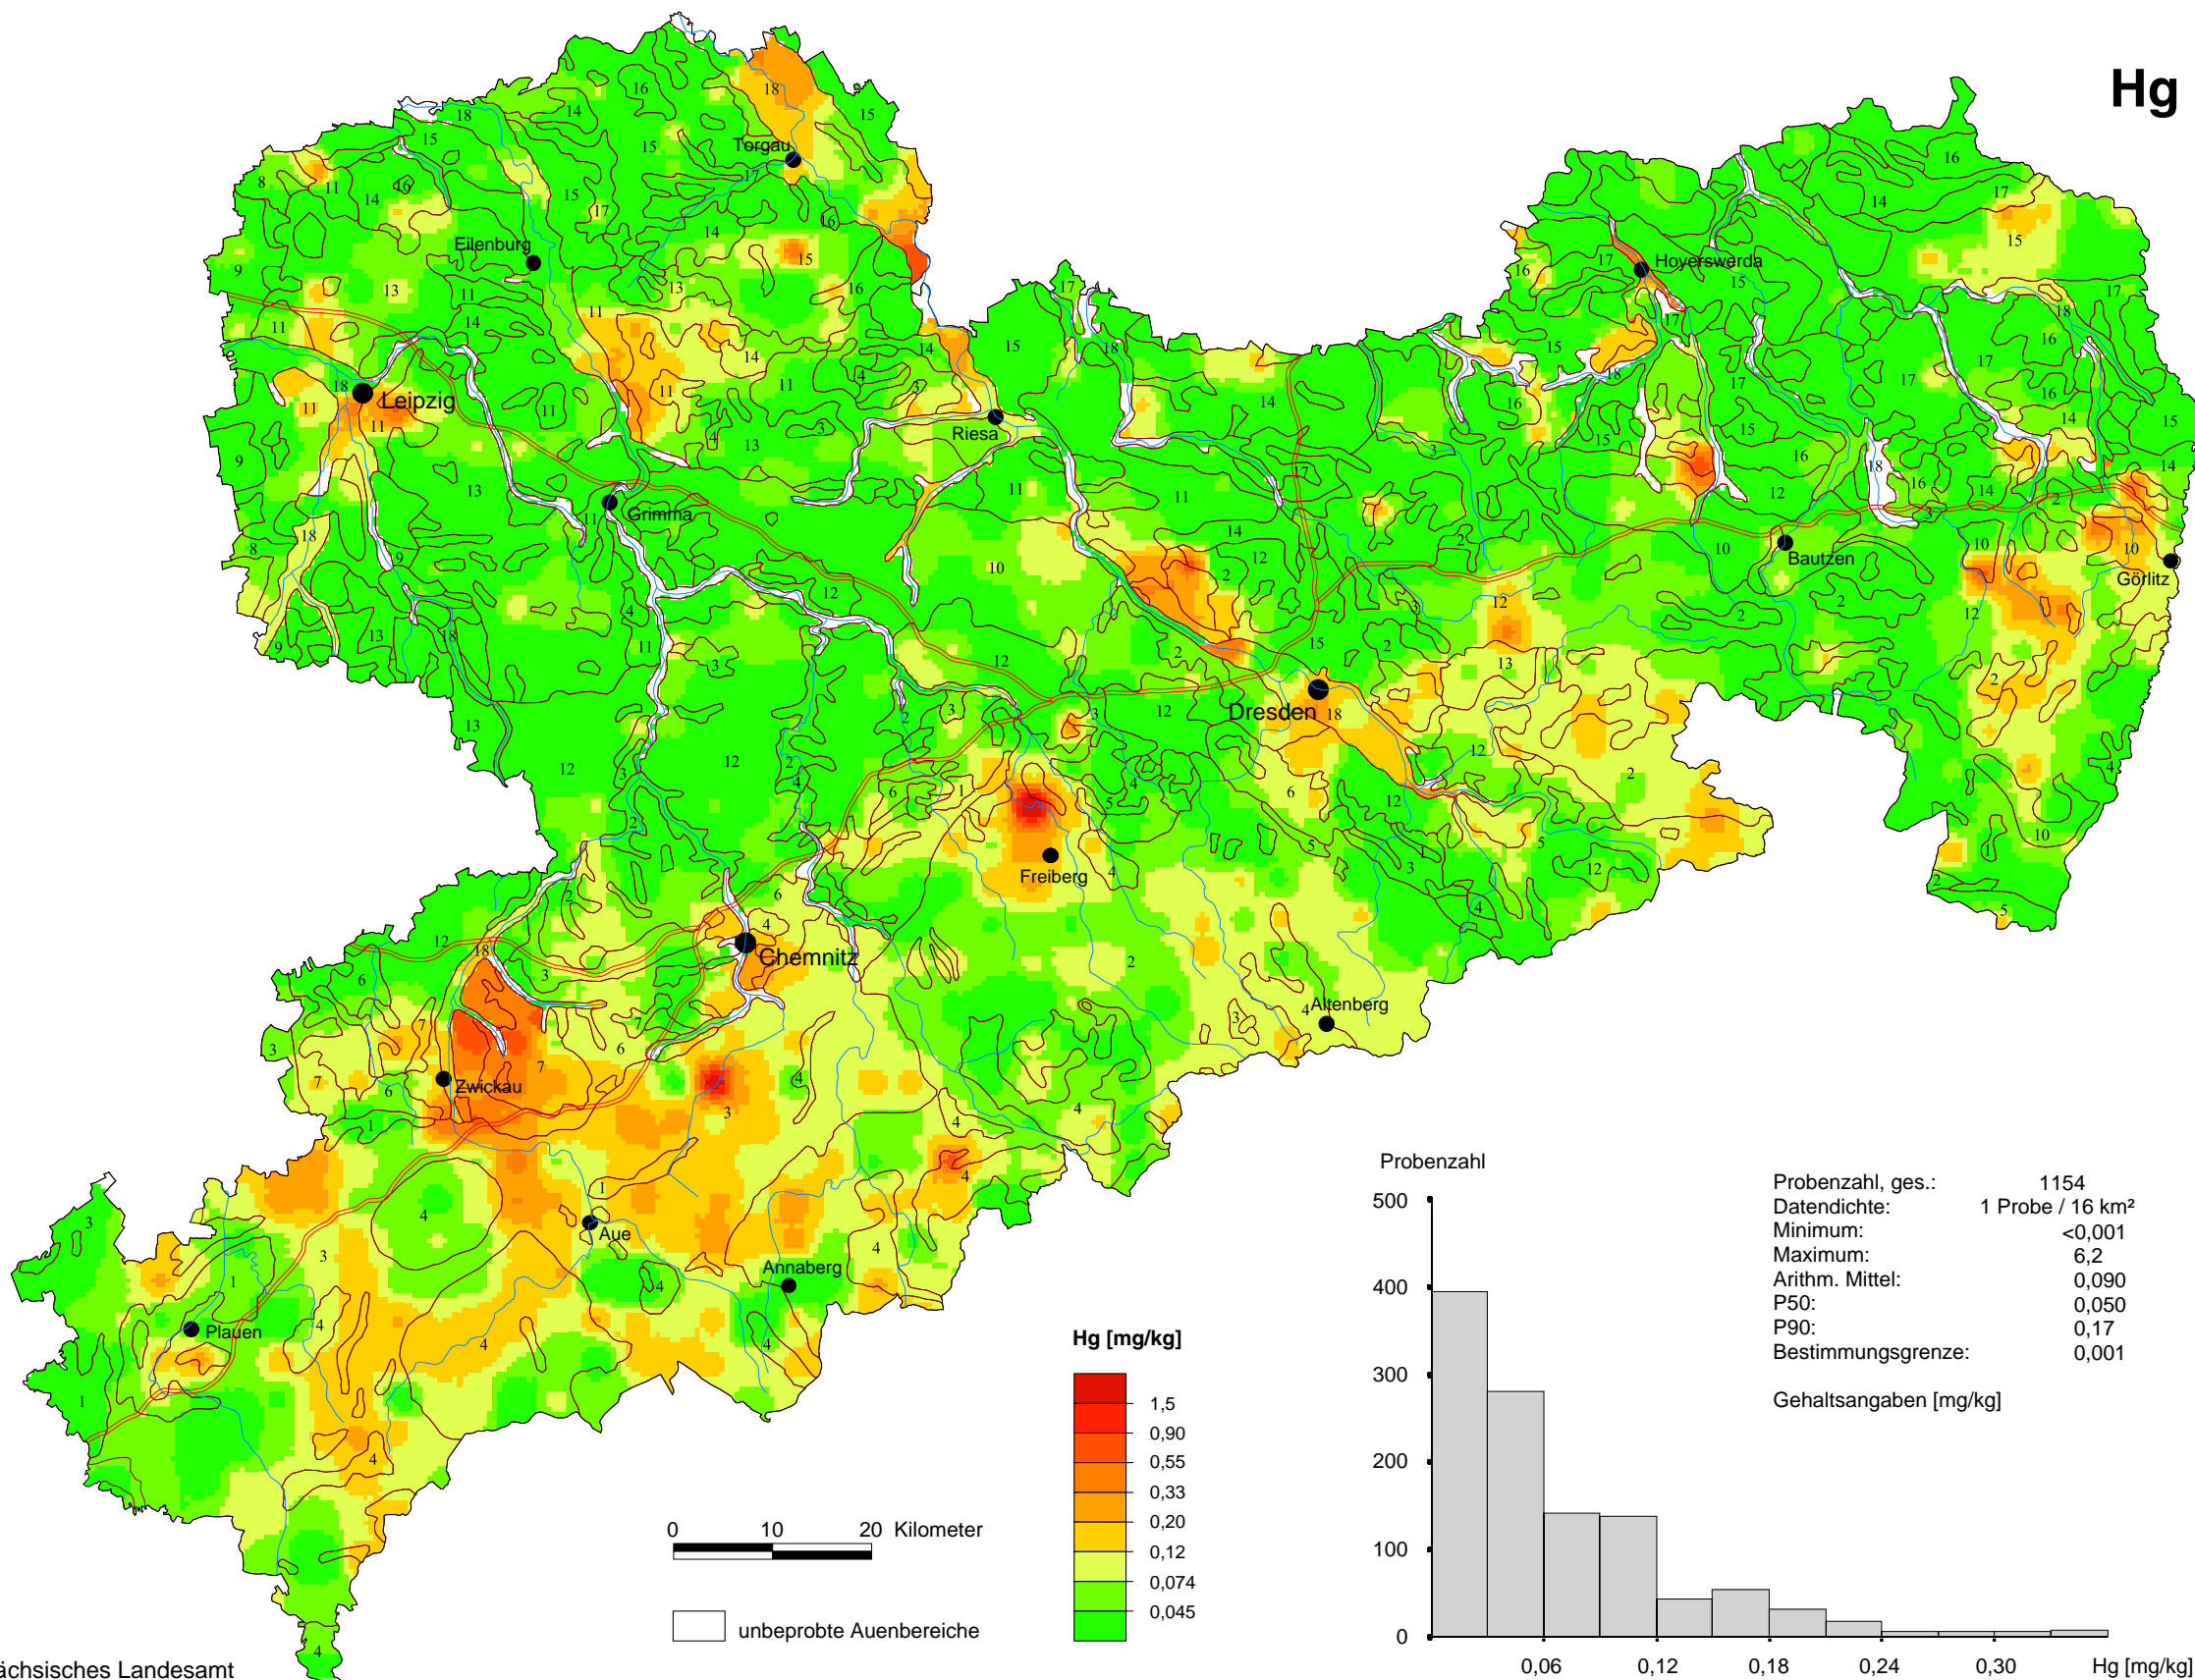 Hg
Torgau
Eilenburg
Hoyerswerda
Leipzig
Riesa
Grimma
Bautzen
Görlitz
Dresden
Freiberg
Chemnitz
Altenberg
Zwickau
Aue
Annaberg
Plauen
Hg [mg/kg]
1,5
0,90
0,55
0,33
0,20
0,12
0,074
0,045
0 10 20 Kilometer
unbeprobte Auenbereiche
Probenzahl
500
400
300
200
100
0
0,06 0,12 0,18 0,24 0,30 Hg [mg/kg]
Probenzahl, ges.: 1154
Datendichte: 1 Probe / 16 km²
Minimum: <0,001
Maximum: 6,2
Arithm. Mittel: 0,090
P50: 0,050
P90: 0,17
Bestimmungsgrenze: 0,001
Gehaltsangaben [mg/kg]
ächsisches Landesamt